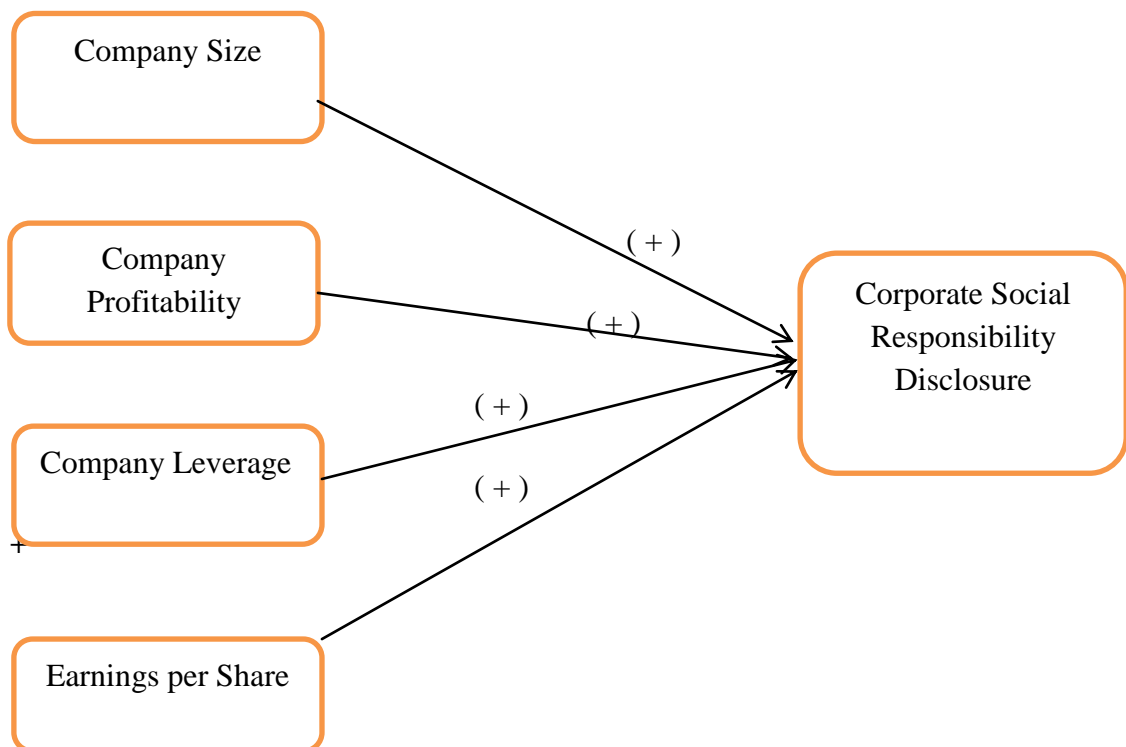 Company Size
( + )
Company
Profitability
( + )
Corporate Social
Responsibility
Disclosure
( + )
Company Leverage
( + )
+
Earnings per Share